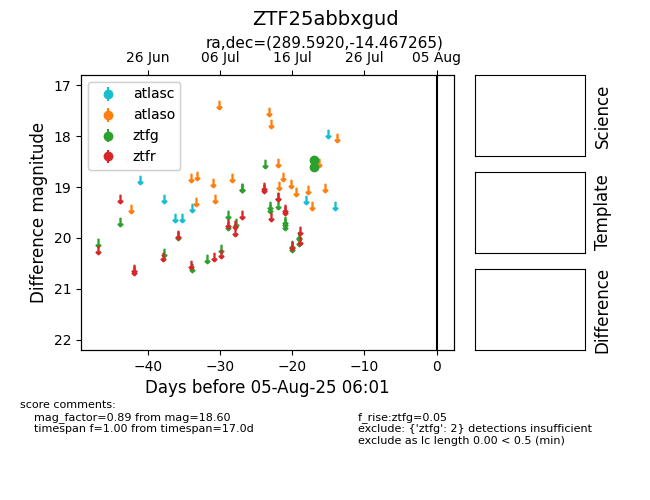 ZTF25abbxgud
ra,dec=(289.5920,-14.467265)
26 Jun 06 Jul 16 Jul 26 Jul 05 Aug
17
18
19
20
21
22
Difference magnitude
atlasc
atlaso
ztfg
ztfr
−40 −30 −20 −10 0
Days before 05-Aug-25 06:01
Science
Template
Difference
score comments:
mag_factor=0.89 from mag=18.60
timespan f=1.00 from timespan=17.0d
f_rise:ztfg=0.05
exclude: {'ztfg': 2} detections insufficient
exclude as lc length 0.00 < 0.5 (min)